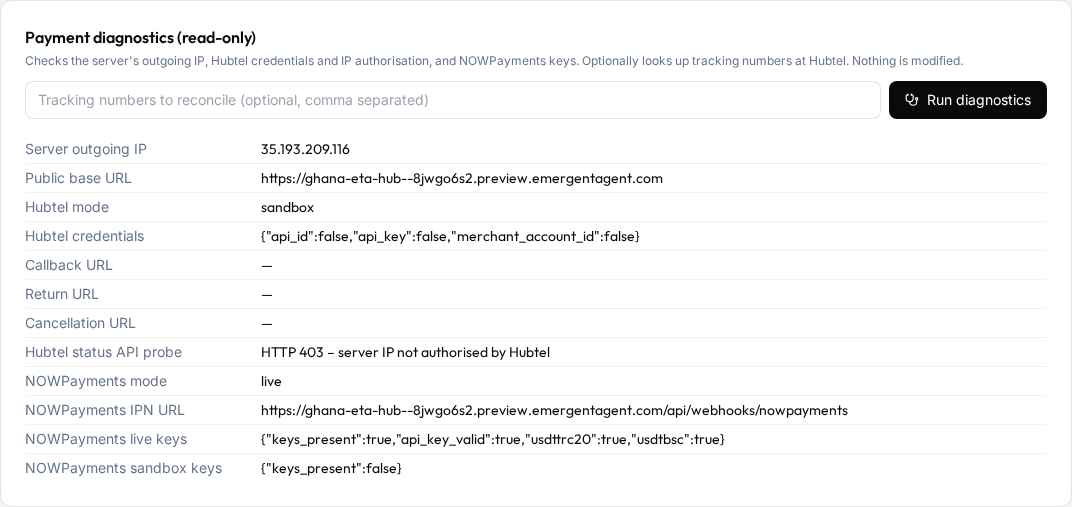 Payment diagnostics (read-only)
Checks the server's outgoing IP, Hubtel credentials and IP authorisation, and NOWPayments keys. Optionally looks up tracking numbers at Hubtel. Nothing is modified.
Tracking numbers to reconcile (optional, comma separated)
Run diagnostics
Server outgoing IP 35.193.209.116
Public base URL https://ghana-eta-hub--8jwgo6s2.preview.emergentagent.com
Hubtel mode sandbox
Hubtel credentials {"api_id":false,"api_key":false,"merchant_account_id":false}
Callback URL —
Return URL —
Cancellation URL —
Hubtel status API probe HTTP 403 – server IP not authorised by Hubtel
NOWPayments mode live
NOWPayments IPN URL https://ghana-eta-hub--8jwgo6s2.preview.emergentagent.com/api/webhooks/nowpayments
NOWPayments live keys {"keys_present":true,"api_key_valid":true,"usdttrc20":true,"usdtbsc":true}
NOWPayments sandbox keys {"keys_present":false}